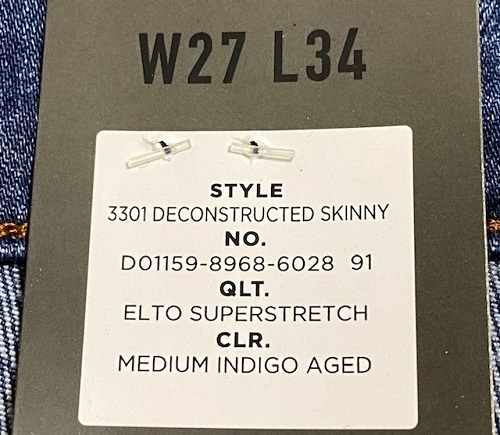 W27 L34
STYLE
3301 DECONSTRUCTED SKINNY
NO.
D01159-8968-6028 91
QLT.
ELTO SUPERSTRETCH
CLR.
MEDIUM INDIGO AGED